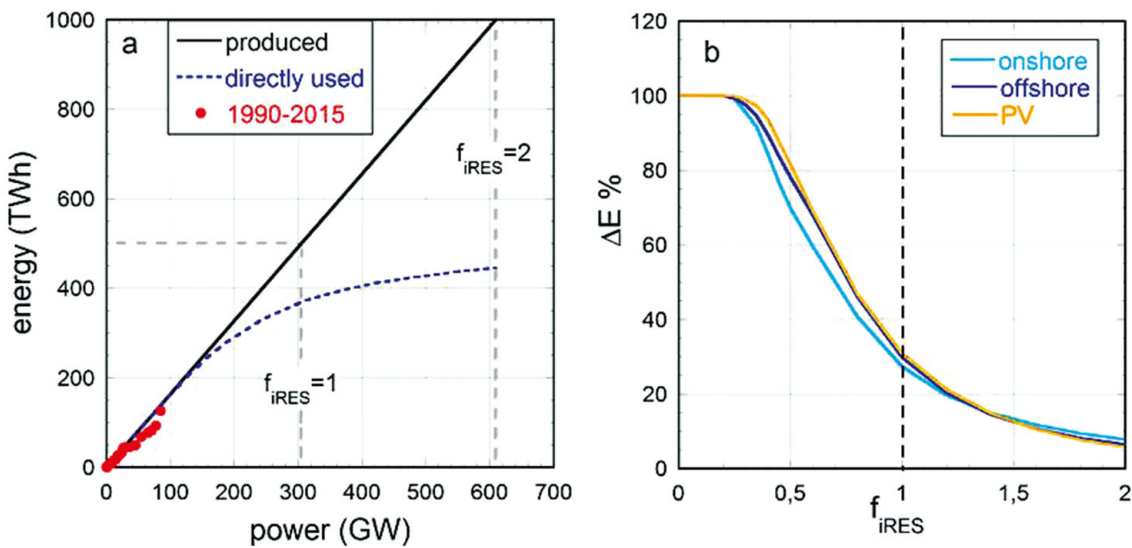 a
produced
directly used
1990-2015
1000
800
600
400
200
0
energy (TWh)
f_iRES=2
f_iRES=1
0 100 200 300 400 500 600 700
power (GW)
b
onshore
offshore
PV
120
100
80
60
40
20
0
ΔE %
0 0,5 1 1,5 2
f_iRES